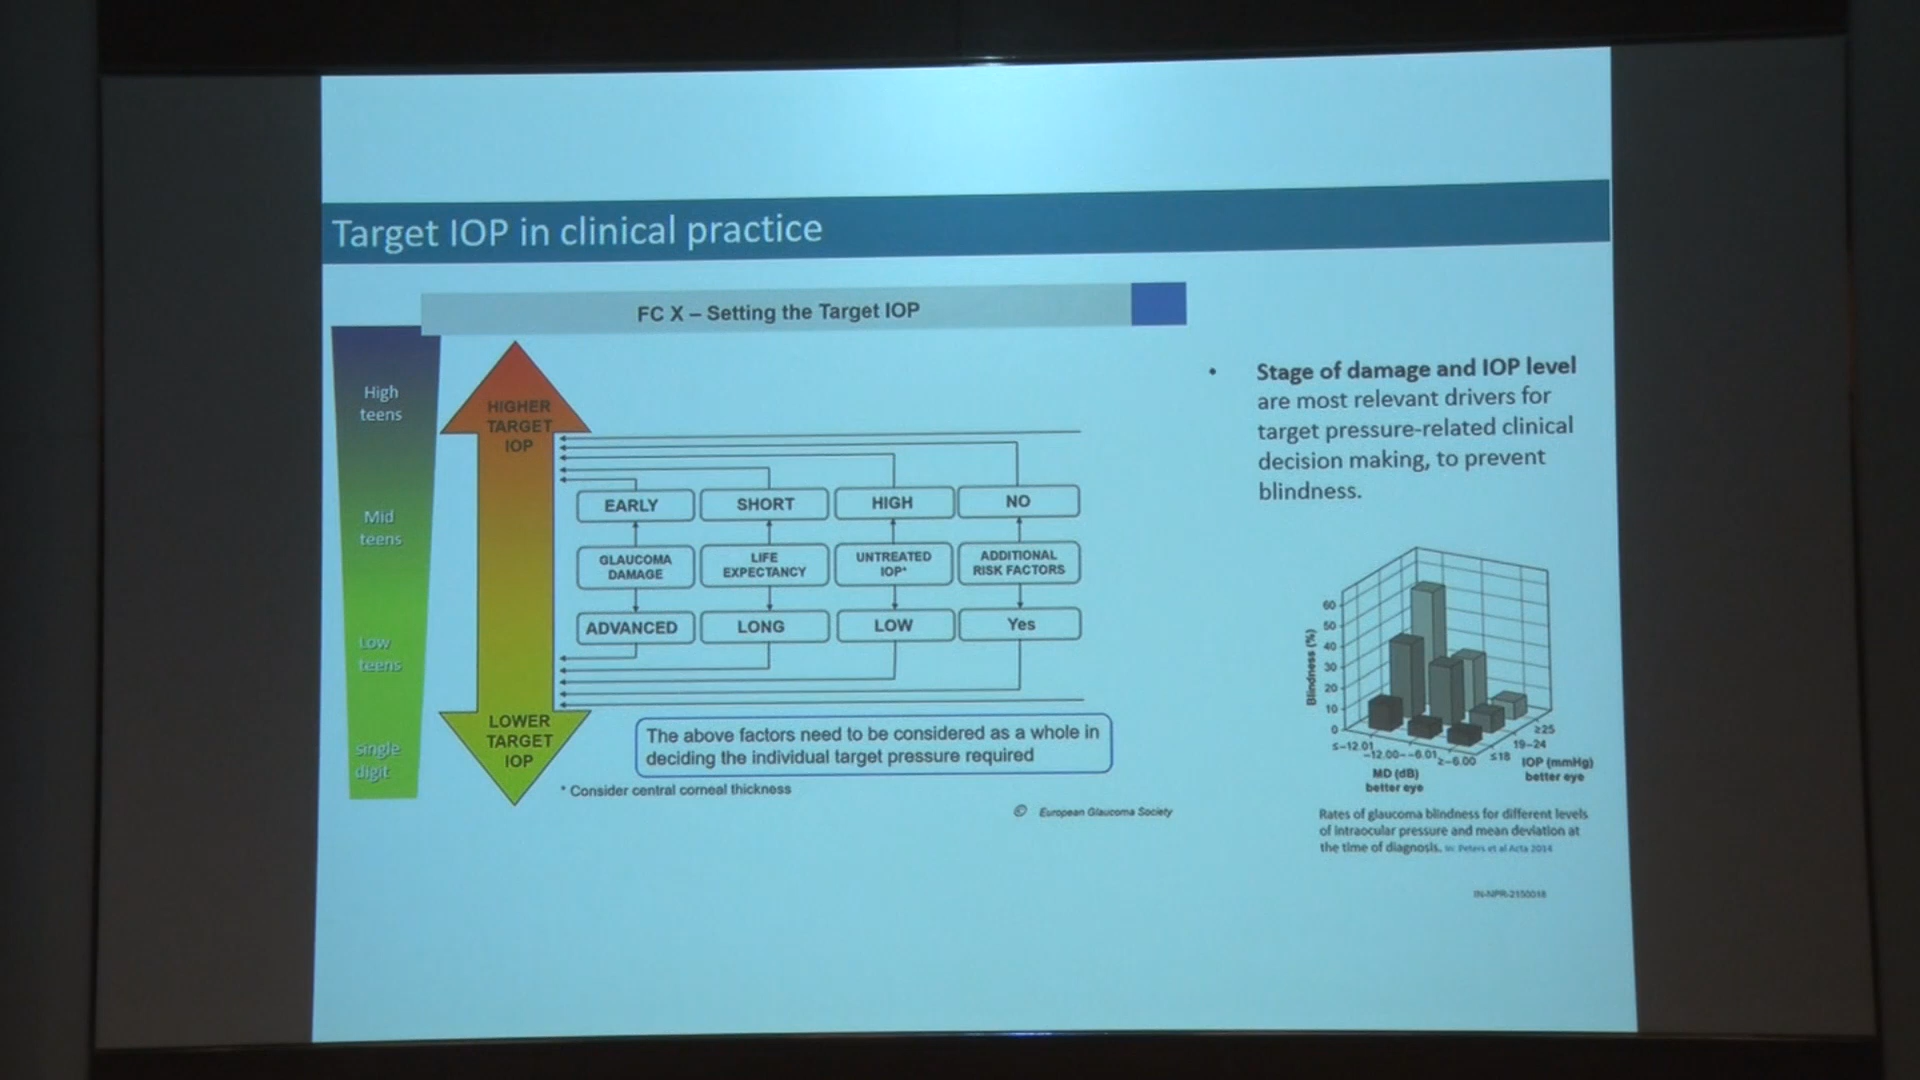 Target IOP in clinical practice
FC X – Setting the Target IOP
High
teens
Mid
teens
Low
teens
single
digit
HIGHER
TARGET
IOP
EARLY
SHORT
HIGH
NO
GLAUCOMA
DAMAGE
LIFE
EXPECTANCY
UNTREATED
IOP*
ADDITIONAL
RISK FACTORS
ADVANCED
LONG
LOW
Yes
LOWER
TARGET
IOP
The above factors need to be considered as a whole in
deciding the individual target pressure required
* Consider central corneal thickness
© European Glaucoma Society
• Stage of damage and IOP level
are most relevant drivers for
target pressure-related clinical
decision making, to prevent
blindness.
Blindness (%)
60
50
40
30
20
10
0
≤-12.01
-12.00--6.01
≥-6.00
MD (dB)
better eye
≤18
19-24
≥25
IOP (mmHg)
better eye
Rates of glaucoma blindness for different levels
of intraocular pressure and mean deviation at
the time of diagnosis. In: Peters et al Acta 2014
IN-NPR-2100018